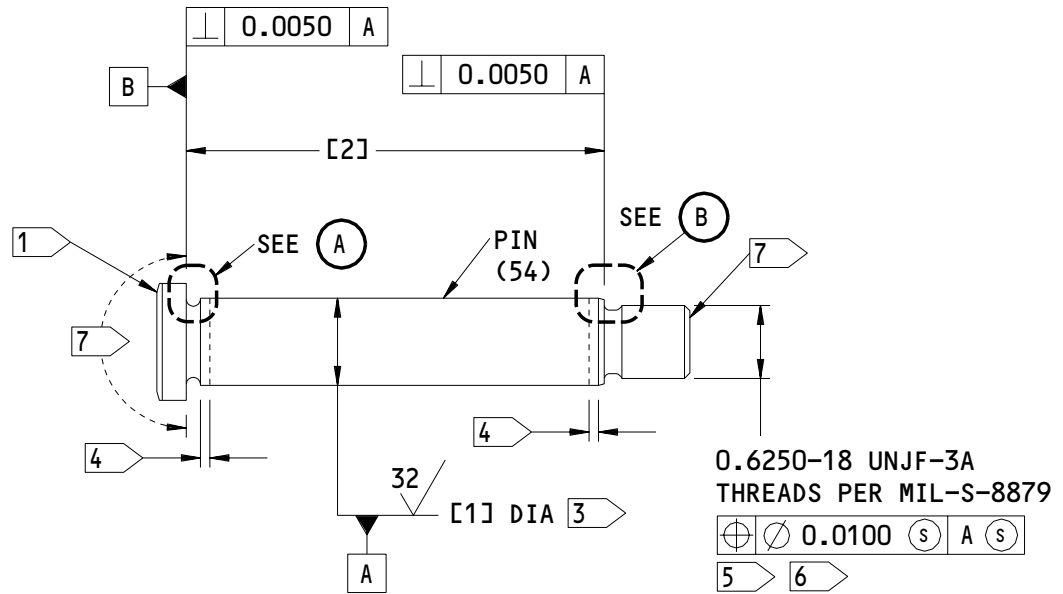 ⊥ 0.0050 A
⊥ 0.0050 A
B
[2]
SEE B
1
SEE A
PIN
(54)
7
7
4
4
32
[1] DIA 3
A
0.6250-18 UNJF-3A
THREADS PER MIL-S-8879
⌖ ⌀ 0.0100 Ⓢ A Ⓢ
5 6